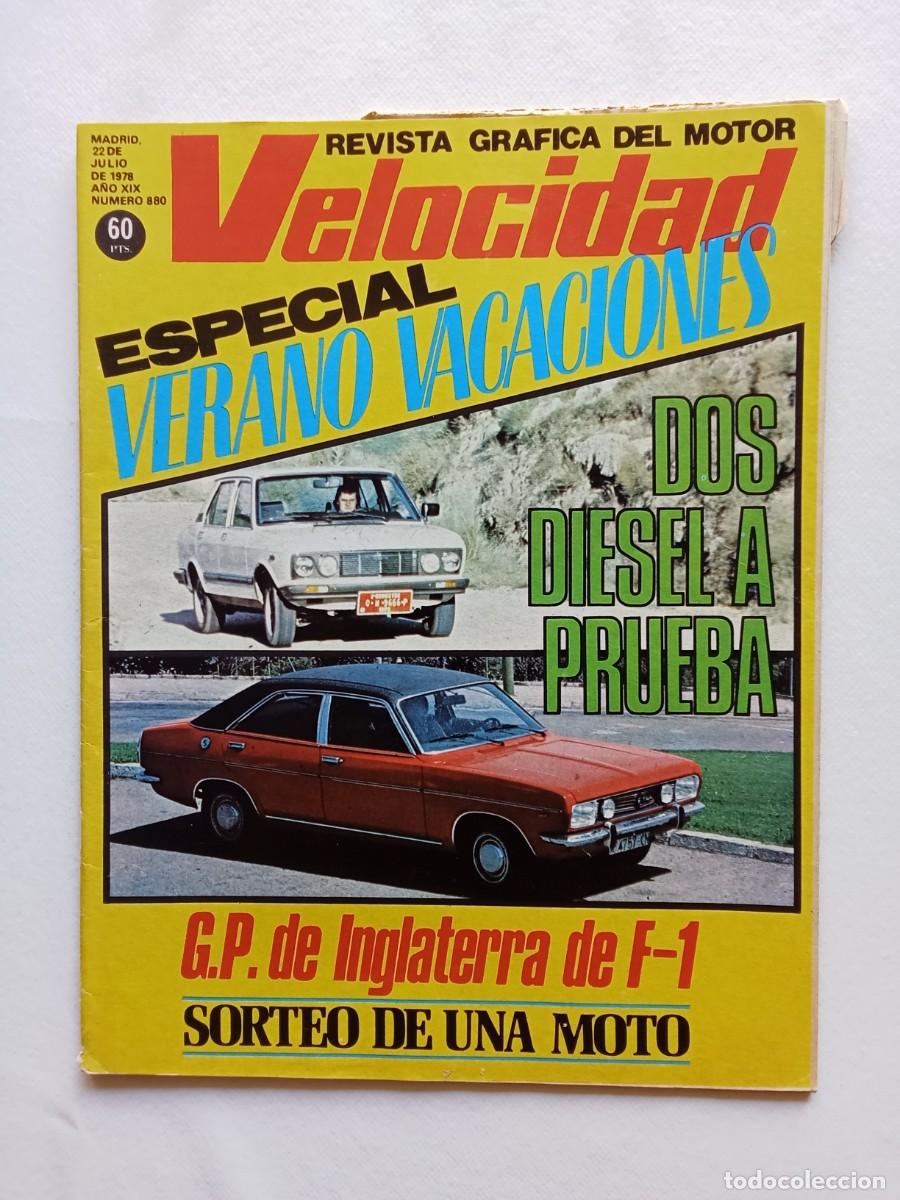 MADRID,
22 DE
JULIO
DE 1978
AÑO XIX
NUMERO 880
60
PTS.
REVISTA GRAFICA DEL MOTOR
Velocidad
ESPECIAL
VERANO VACACIONES
DOS
DIESEL A
PRUEBA
G.P. de Inglaterra de F-1
SORTEO DE UNA MOTO
todocoleccion